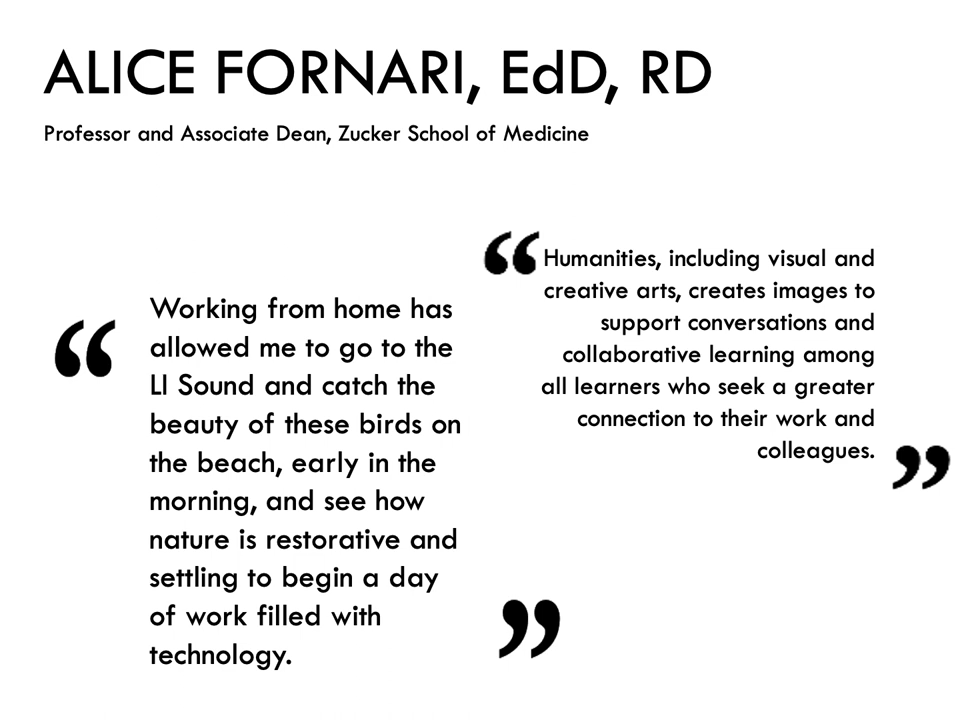 ALICE FORNARI, EdD, RD
Professor and Associate Dean, Zucker School of Medicine
“
Working from home has
allowed me to go to the
LI Sound and catch the
beauty of these birds on
the beach, early in the
morning, and see how
nature is restorative and
settling to begin a day
of work filled with
technology.
”
“
Humanities, including visual and
creative arts, creates images to
support conversations and
collaborative learning among
all learners who seek a greater
connection to their work and
colleagues.
”